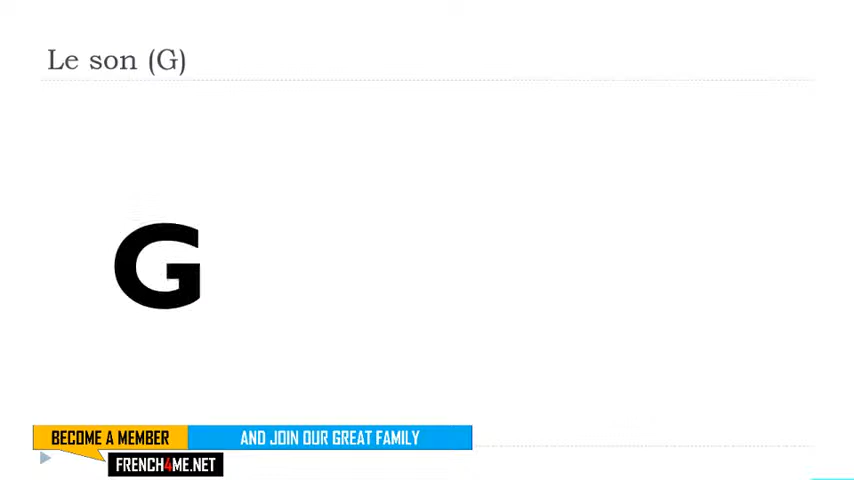 Le son (G)
G
BECOME A MEMBER AND JOIN OUR GREAT FAMILY
FRENCH4ME.NET